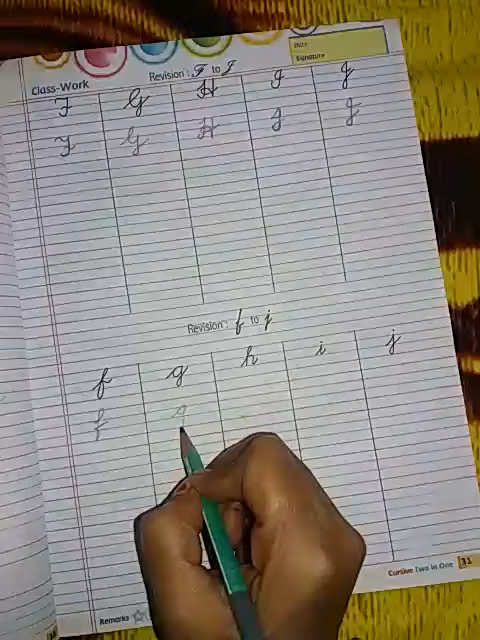 Date
Signature
Class-Work
Revision : F to J
F G H I J
F G H I J
Revision : f to j
f g h i j
f g
Remarks
Cursive Two in One 31